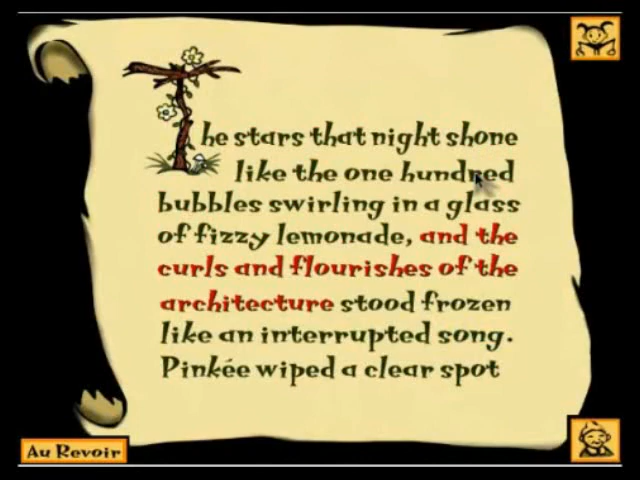 The stars that night shone
like the one hundred
bubbles swirling in a glass
of fizzy lemonade, and the
curls and flourishes of the
architecture stood frozen
like an interrupted song.
Pinkée wiped a clear spot
Au Revoir